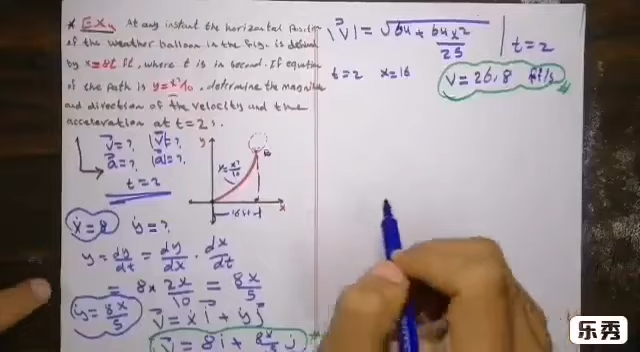 * Ex, At any instant the horizontal position
of the weather balloon in the fig. is defined
by x=8t ft, where t is in second. If equation
of the path is y=x²/10, determine the magnitude
and direction of the velocity and the
acceleration at t=2 s.
v⃗=? |v⃗|=?
a⃗=? |a⃗|=?
t=2
y
B
y=x²/10
x
16 ft
ẋ=8 ẏ=?
ẏ=dy/dt=dy/dx · dx/dt
= 8 × 2x/10 = 8x/5
ẏ=8x/5
v⃗=ẋ i + ẏ j
v⃗=8i + 8x/5 j
|v⃗|=√64 + 64x²/25 | t=2
t=2 x=16
v=26.8 ft/s
乐秀